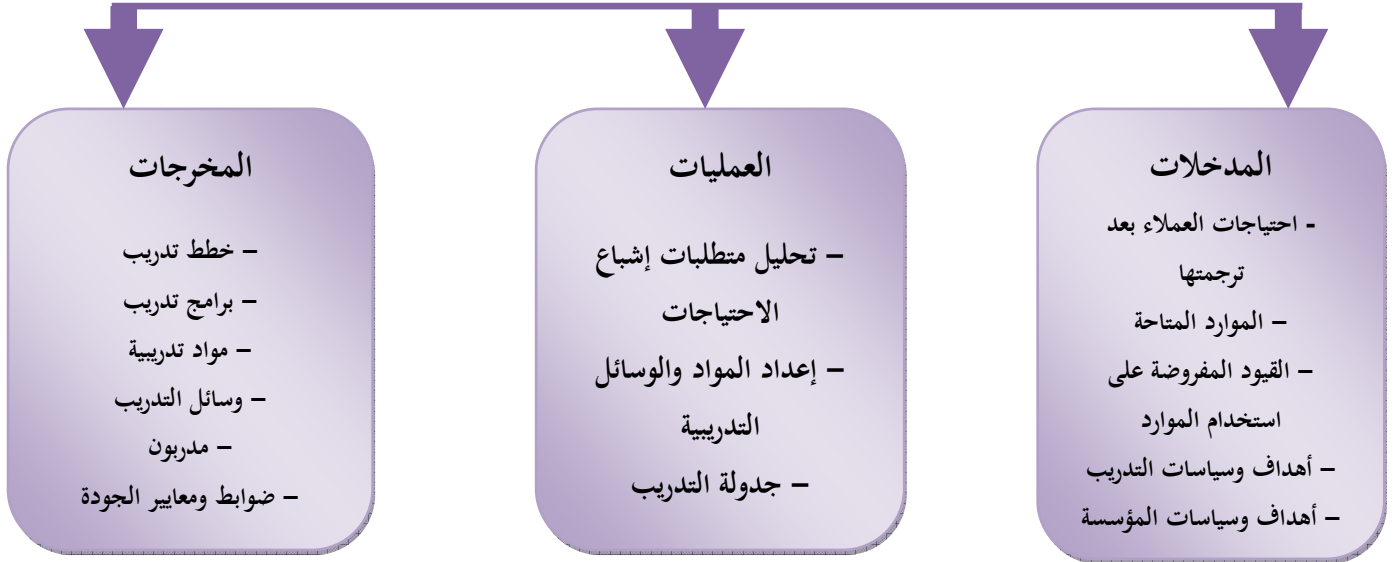 المدخلات
- احتياجات العملاء بعد
ترجمتها
– الموارد المتاحة
– القيود المفروضة على
استخدام الموارد
– أهداف وسياسات التدريب
– أهداف وسياسات المؤسسة
العمليات
– تحليل متطلبات إشباع
الاحتياجات
– إعداد المواد والوسائل
التدريبية
– جدولة التدريب
المخرجات
– خطط تدريب
– برامج تدريب
– مواد تدريبية
– وسائل التدريب
– مدربون
– ضوابط ومعايير الجودة